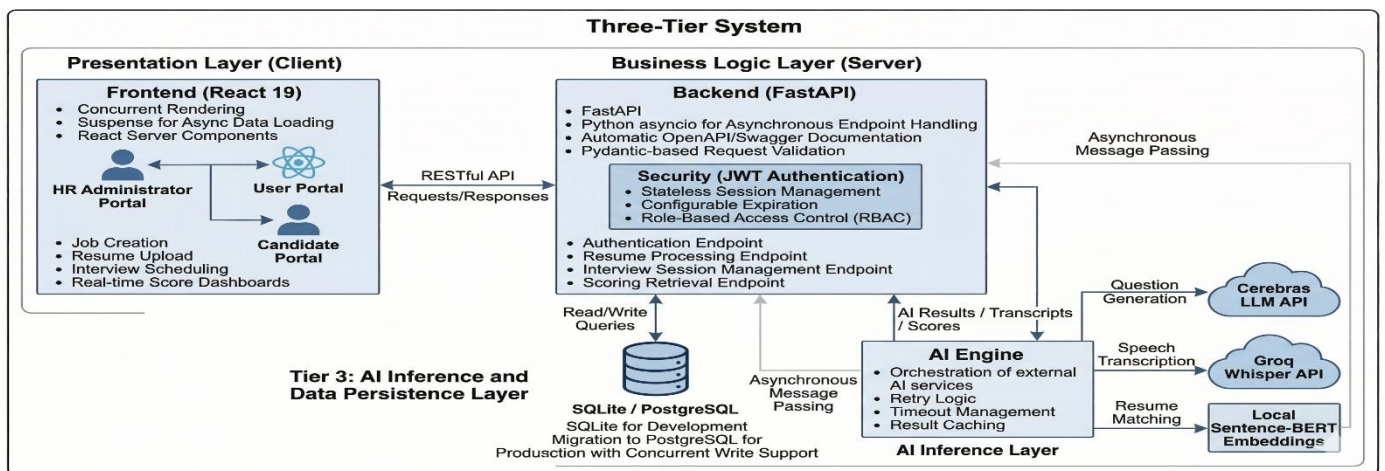 Three-Tier System
Presentation Layer (Client)
Frontend (React 19)
• Concurrent Rendering
• Suspense for Async Data Loading
• React Server Components
HR Administrator
Portal
User Portal
Candidate
Portal
• Job Creation
• Resume Upload
• Interview Scheduling
• Real-time Score Dashboards
RESTful API
Requests/Responses
Business Logic Layer (Server)
Backend (FastAPI)
• FastAPI
• Python asyncio for Asynchronous Endpoint Handling
• Automatic OpenAPI/Swagger Documentation
• Pydantic-based Request Validation
Security (JWT Authentication)
• Stateless Session Management
• Configurable Expiration
• Role-Based Access Control (RBAC)
• Authentication Endpoint
• Resume Processing Endpoint
• Interview Session Management Endpoint
• Scoring Retrieval Endpoint
Asynchronous
Message Passing
Read/Write
Queries
AI Results / Transcripts
/ Scores
Tier 3: AI Inference and
Data Persistence Layer
SQLite / PostgreSQL
SQLite for Development
Migration to PostgreSQL for
Produsction with Concurrent Write Support
Asynchronous
Message
Passing
AI Engine
• Orchestration of external
AI services
• Retry Logic
• Timeout Management
• Result Caching
AI Inference Layer
Question
Generation
Cerebras
LLM API
Speech
Transcription
Groq
Whisper API
Resume
Matching
Local
Sentence-BERT
Embeddings